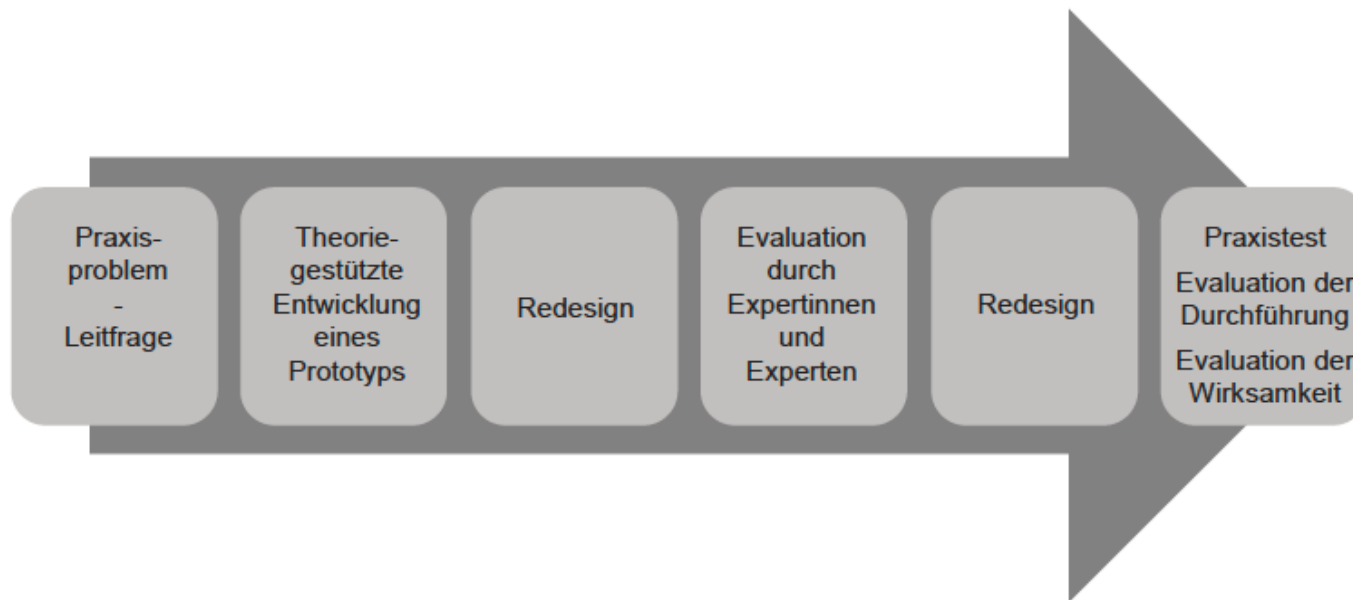 Praxis-
problem
-
Leitfrage
Theorie-
gestützte
Entwicklung
eines
Prototyps
Redesign
Evaluation
durch
Expertinnen
und
Experten
Redesign
Praxistest
Evaluation der
Durchführung
Evaluation der
Wirksamkeit